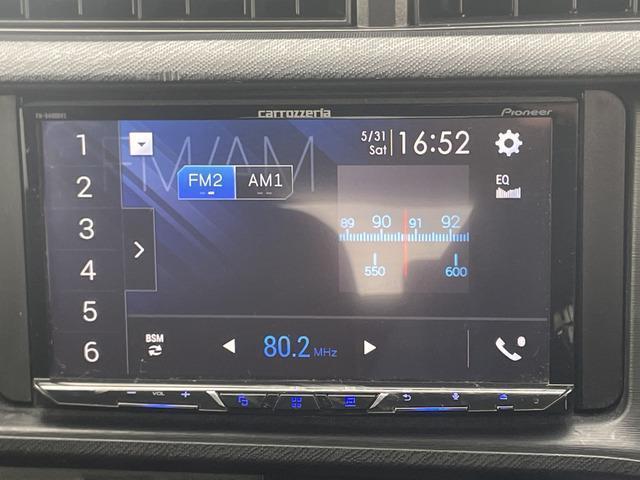 carrozzeria
Pioneer
FM/AM
5/31 Sat 16:52
FM2 AM1
EQ
1
2
3
4
5
6
89 90 91 92
550 600
BSM
80.2 MHz
VOL